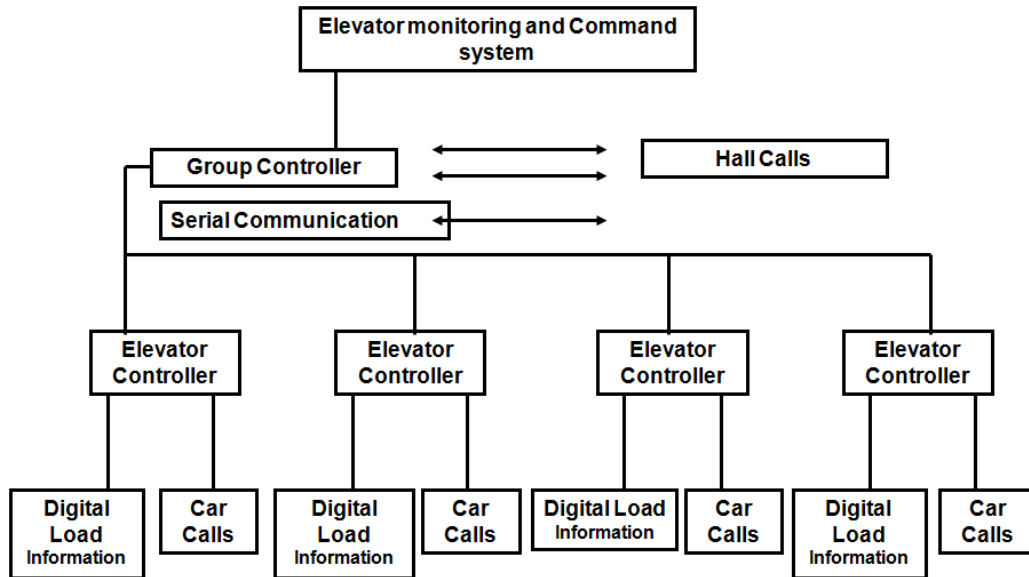 Elevator monitoring and Command
system
Group Controller
Hall Calls
Serial Communication
Elevator
Controller
Elevator
Controller
Elevator
Controller
Elevator
Controller
Digital
Load
Information
Car
Calls
Digital
Load
Information
Car
Calls
Digital Load
Information
Car
Calls
Digital
Load
Information
Car
Calls